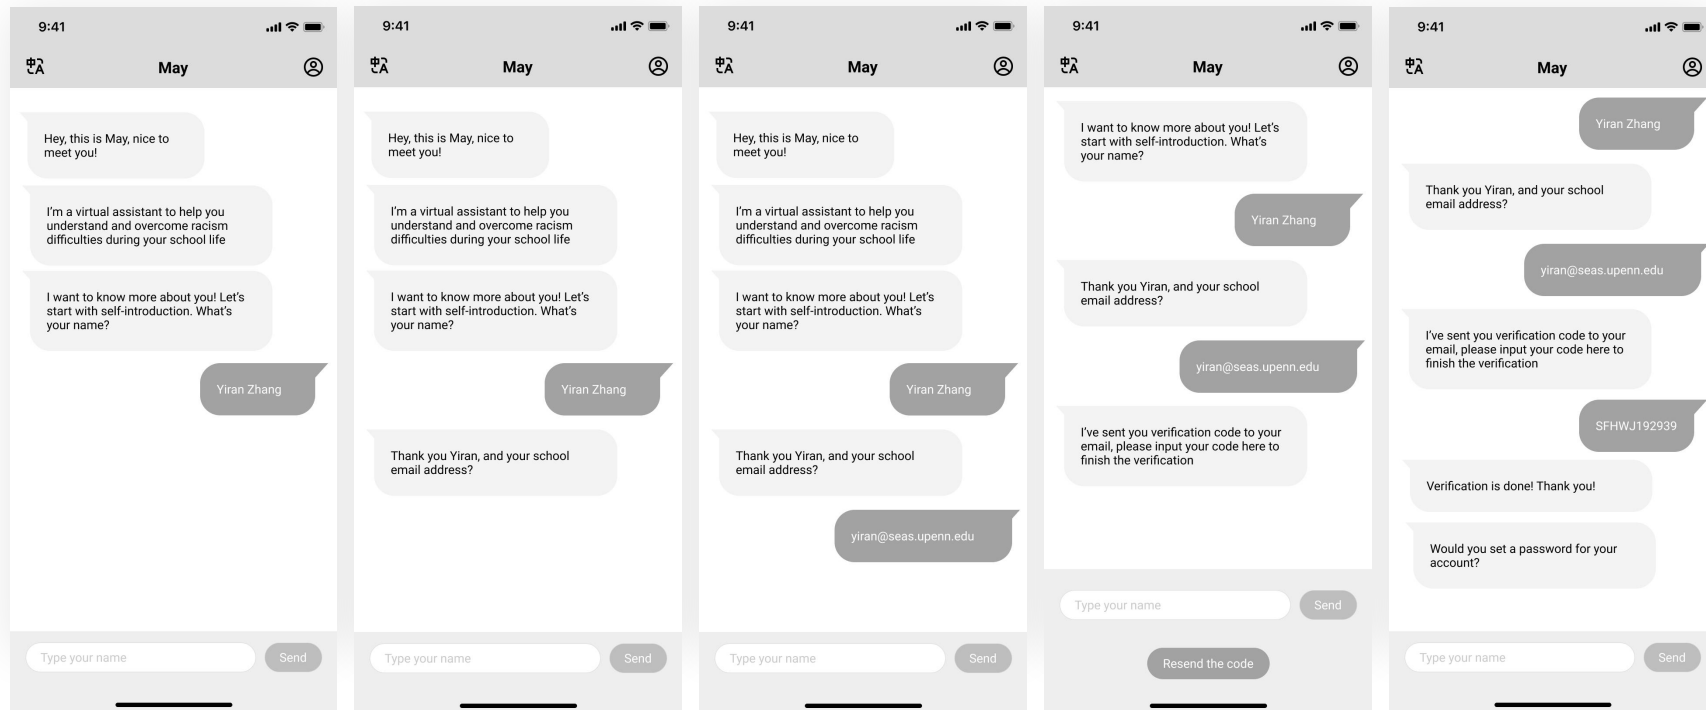 9:41
中
A
May
Hey, this is May, nice to
meet you!
I'm a virtual assistant to help you
understand and overcome racism
difficulties during your school life
I want to know more about you! Let's
start with self-introduction. What's
your name?
Yiran Zhang
Type your name
Send
9:41
中
A
May
Hey, this is May, nice to
meet you!
I'm a virtual assistant to help you
understand and overcome racism
difficulties during your school life
I want to know more about you! Let's
start with self-introduction. What's
your name?
Yiran Zhang
Thank you Yiran, and your school
email address?
Type your name
Send
9:41
中
A
May
Hey, this is May, nice to
meet you!
I'm a virtual assistant to help you
understand and overcome racism
difficulties during your school life
I want to know more about you! Let's
start with self-introduction. What's
your name?
Yiran Zhang
Thank you Yiran, and your school
email address?
yiran@seas.upenn.edu
Type your name
Send
9:41
中
A
May
I want to know more about you! Let's
start with self-introduction. What's
your name?
Yiran Zhang
Thank you Yiran, and your school
email address?
yiran@seas.upenn.edu
I've sent you verification code to your
email, please input your code here to
finish the verification
Type your name
Send
Resend the code
9:41
中
A
May
Yiran Zhang
Thank you Yiran, and your school
email address?
yiran@seas.upenn.edu
I've sent you verification code to your
email, please input your code here to
finish the verification
SFHWJ192939
Verification is done! Thank you!
Would you set a password for your
account?
Type your name
Send